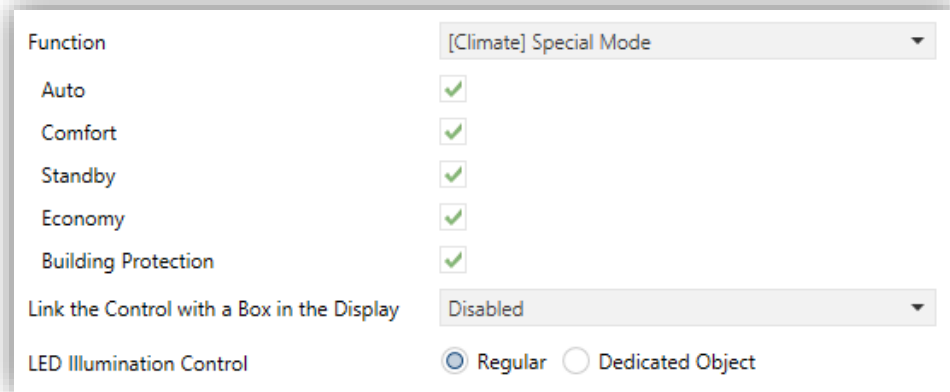 Function [Climate] Special Mode
Auto
Comfort
Standby
Economy
Building Protection
Link the Control with a Box in the Display Disabled
LED Illumination Control Regular Dedicated Object